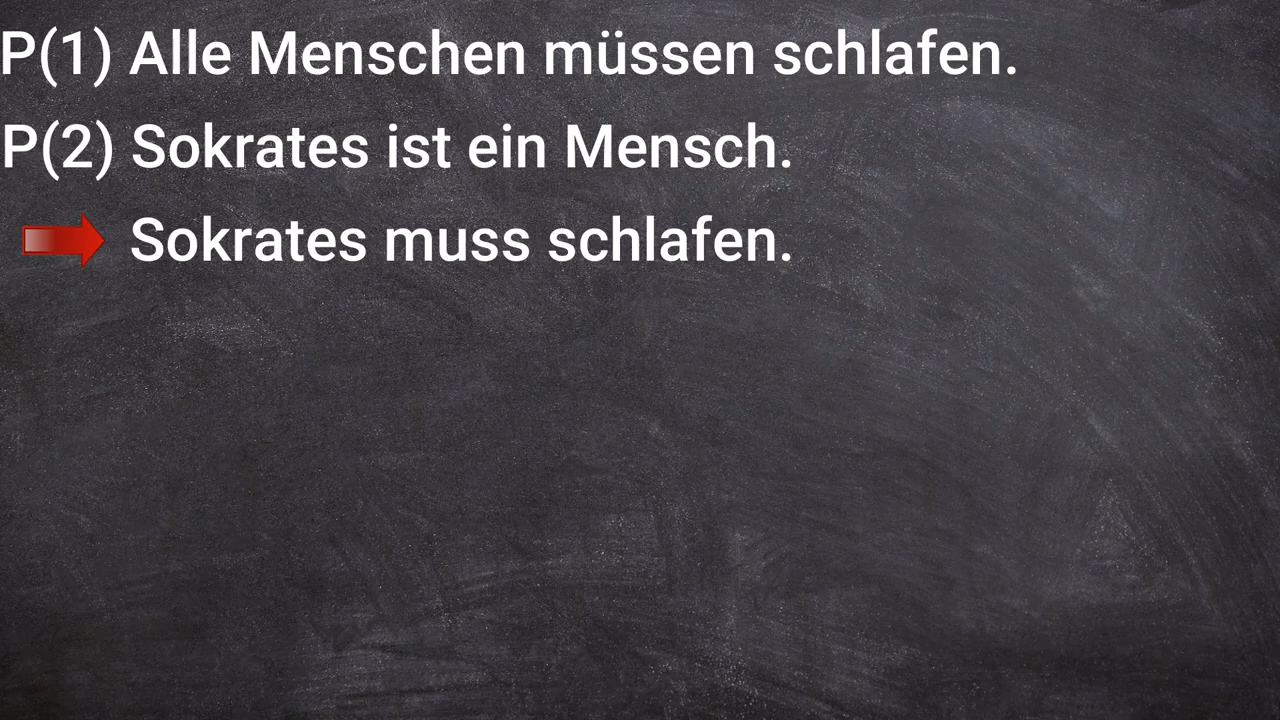 P(1) Alle Menschen müssen schlafen.
P(2) Sokrates ist ein Mensch.
Sokrates muss schlafen.